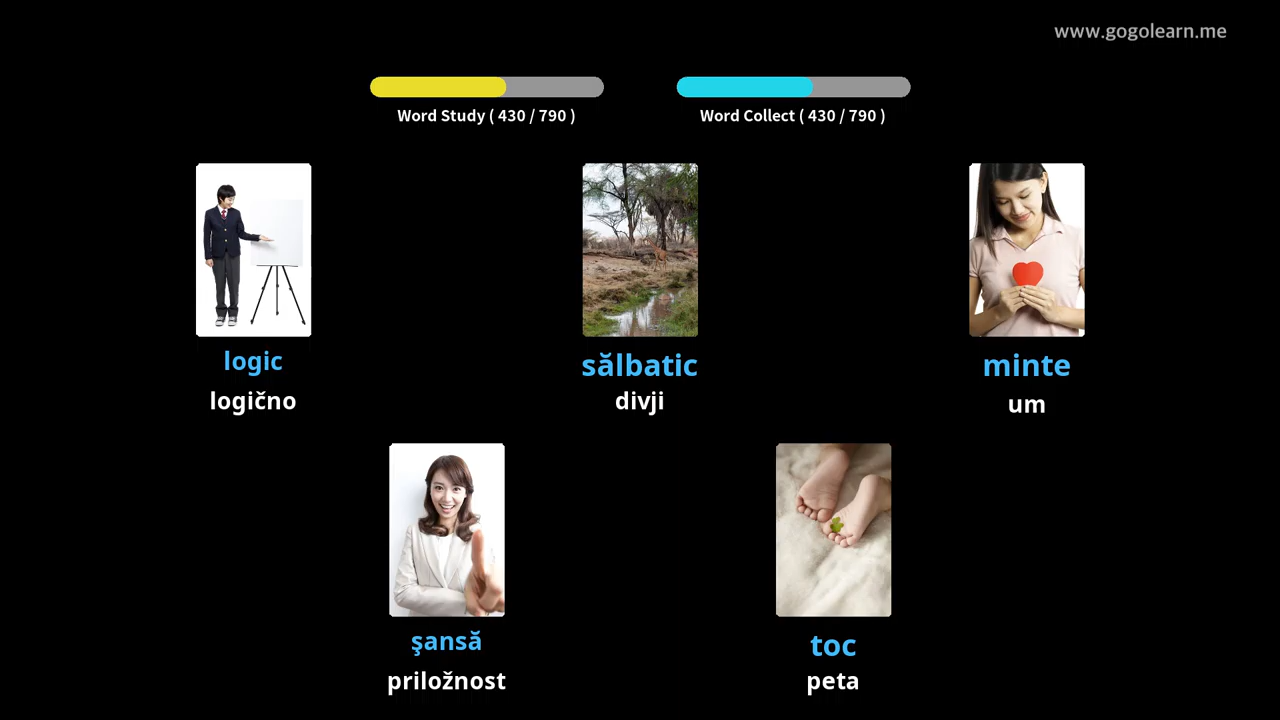 www.gogolearn.me
Word Study ( 430 / 790 )
Word Collect ( 430 / 790 )
logic
logično
sălbatic
divji
minte
um
şansă
priložnost
toc
peta